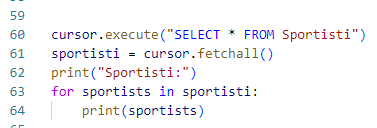 59
60 cursor.execute("SELECT * FROM Sportisti")
61 sportisti = cursor.fetchall()
62 print("Sportisti:")
63 for sportists in sportisti:
64     print(sportists)